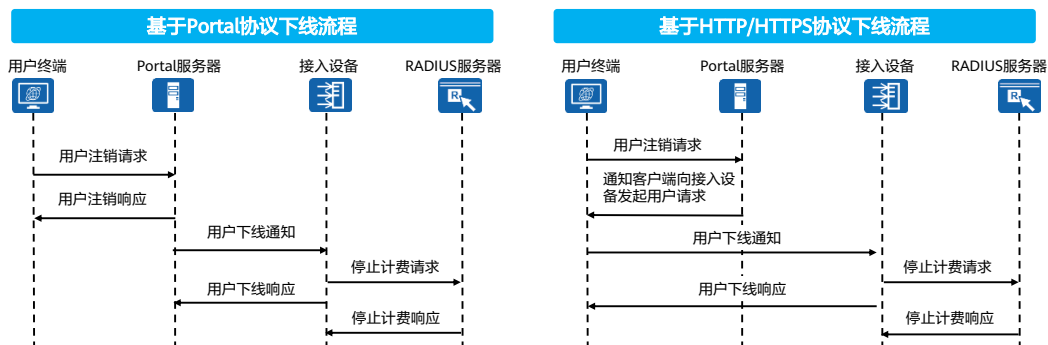 基于Portal协议下线流程
用户终端
Portal服务器
接入设备
RADIUS服务器
R
用户注销请求
用户注销响应
用户下线通知
停止计费请求
用户下线响应
停止计费响应
基于HTTP/HTTPS协议下线流程
用户终端
Portal服务器
接入设备
RADIUS服务器
R
用户注销请求
通知客户端向接入设
备发起用户请求
用户下线通知
停止计费请求
用户下线响应
停止计费响应